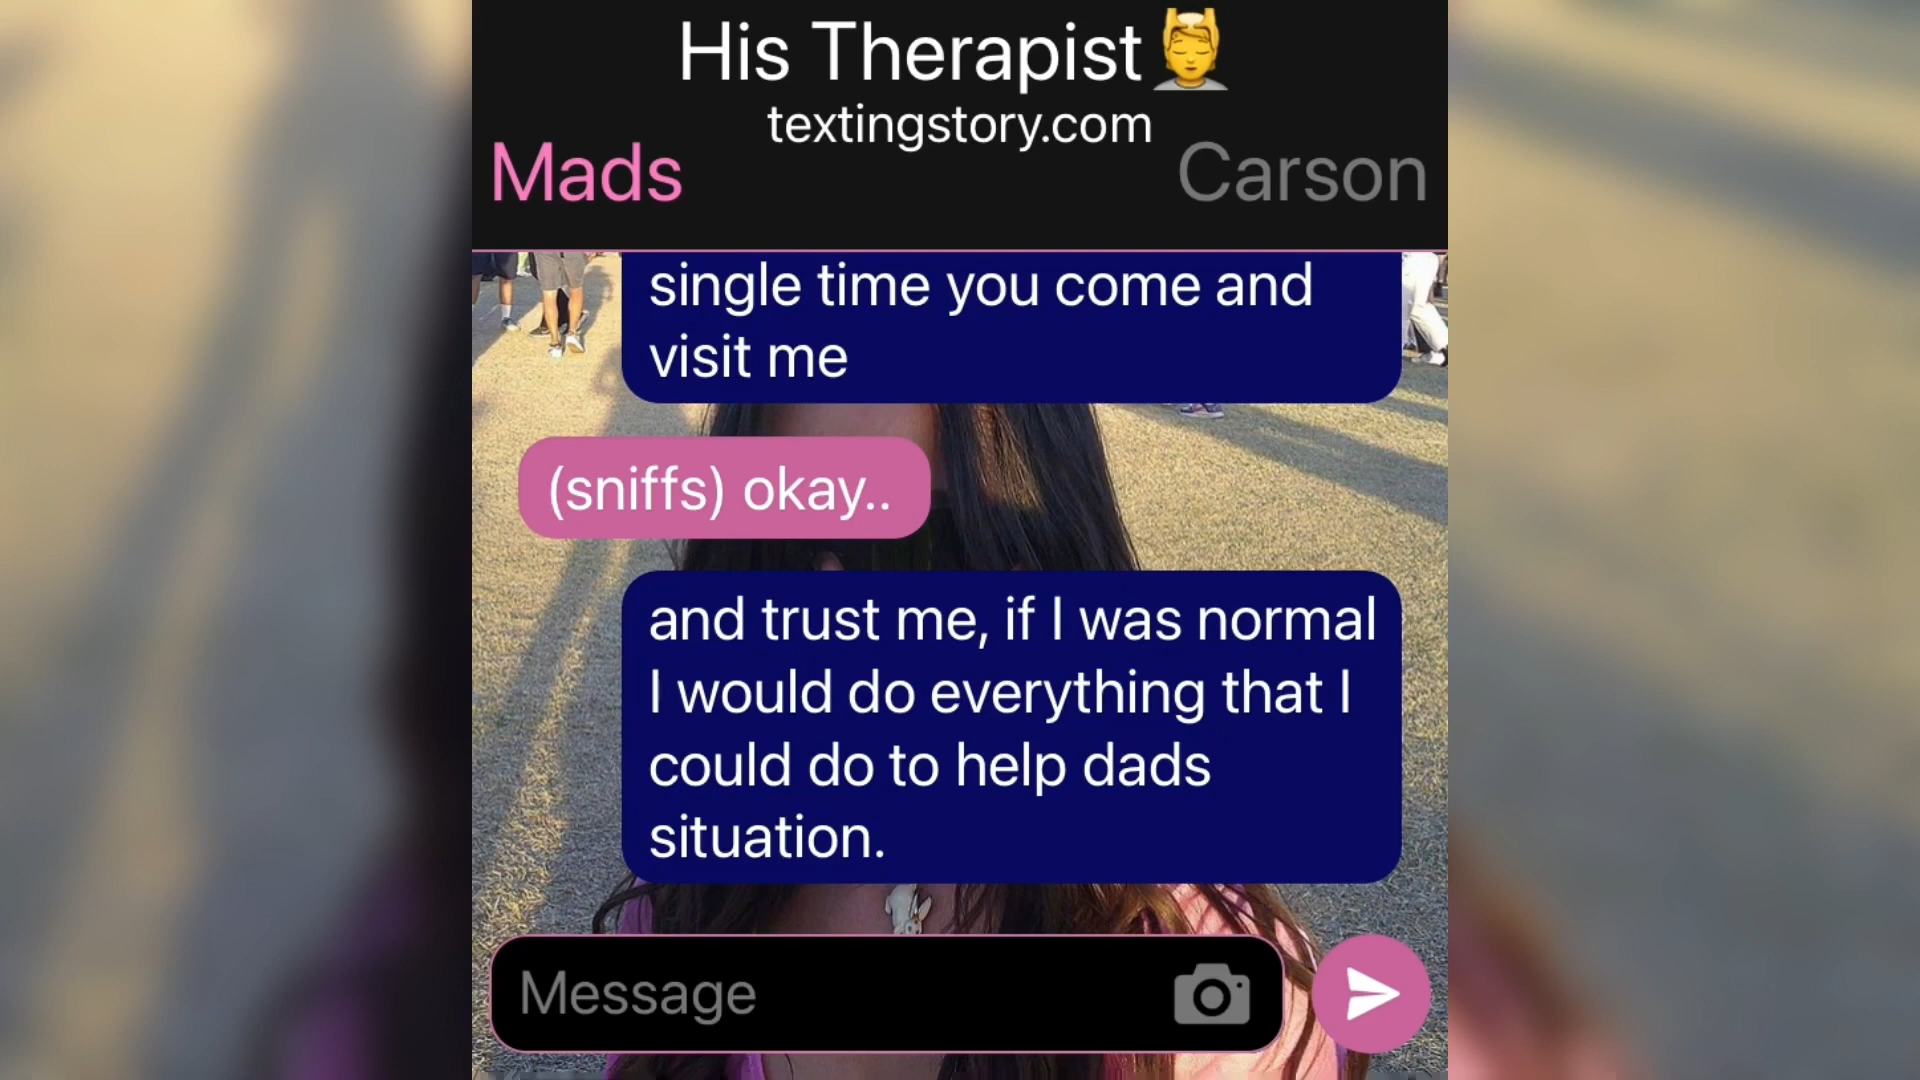 His Therapist💆
textingstory.com
Mads
Carson
single time you come and
visit me
(sniffs) okay..
and trust me, if I was normal
I would do everything that I
could do to help dads
situation.
Message